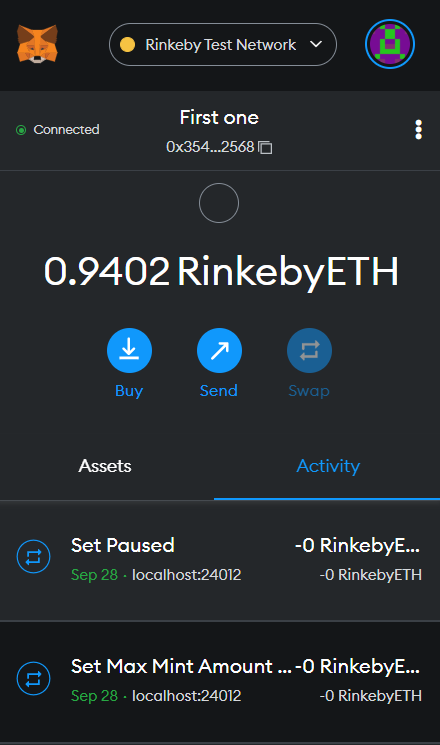 Rinkeby Test Network
Connected
First one
0x354...2568
0.9402 RinkebyETH
Buy
Send
Swap
Assets
Activity
Set Paused
-0 RinkebyE...
Sep 28 · localhost:24012
-0 RinkebyETH
Set Max Mint Amount ...
-0 RinkebyE...
Sep 28 · localhost:24012
-0 RinkebyETH